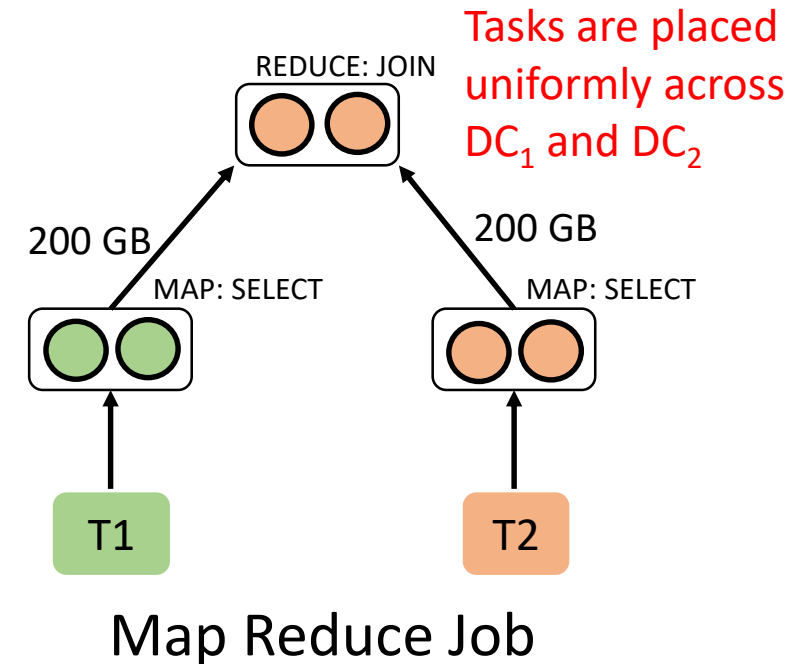 Tasks are placed
uniformly across
DC₁ and DC₂
REDUCE: JOIN
200 GB
200 GB
MAP: SELECT
MAP: SELECT
T1
T2
Map Reduce Job